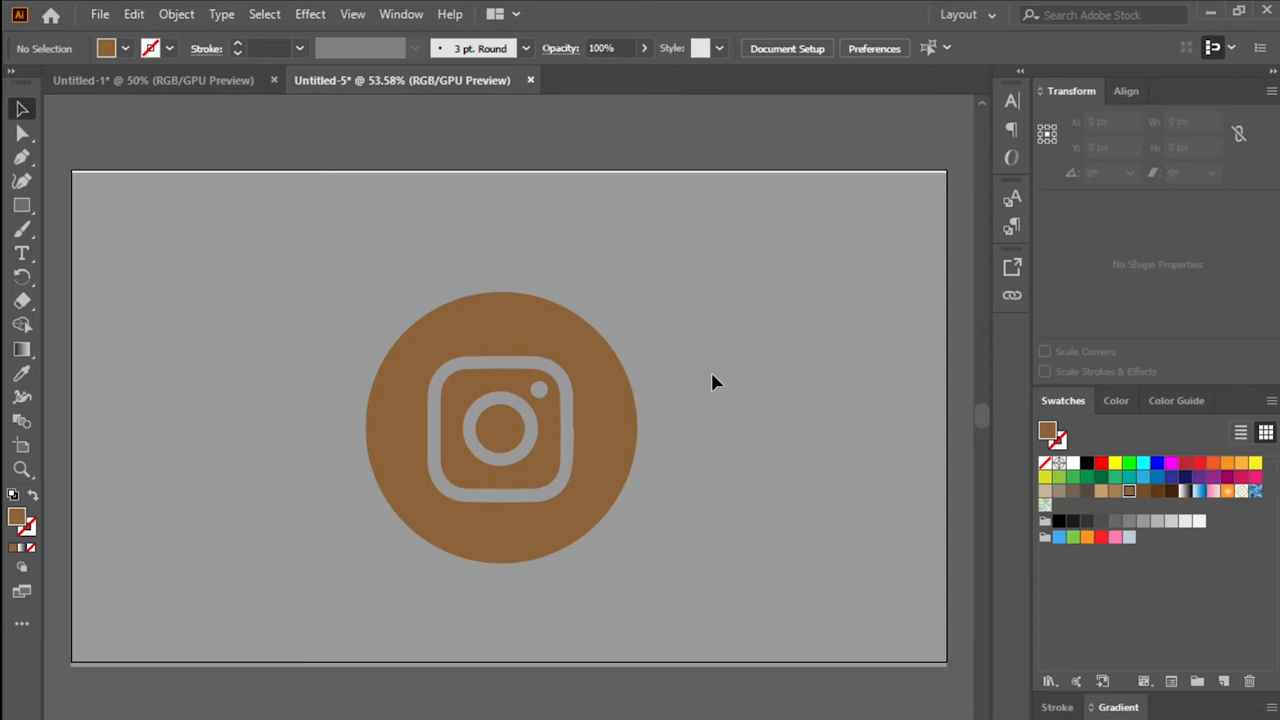 Ai File Edit Object Type Select Effect View Window Help Layout Search Adobe Stock
No Selection Stroke: 3 pt. Round Opacity: 100% Style: Document Setup Preferences
Untitled-1* @ 50% (RGB/GPU Preview) × Untitled-5* @ 53.58% (RGB/GPU Preview) ×
Transform Align
X: 0 px W: 0 px
Y: 0 px H: 0 px
0° 0°
No Shape Properties
Scale Corners
Scale Strokes & Effects
Swatches Color Color Guide
Stroke Gradient